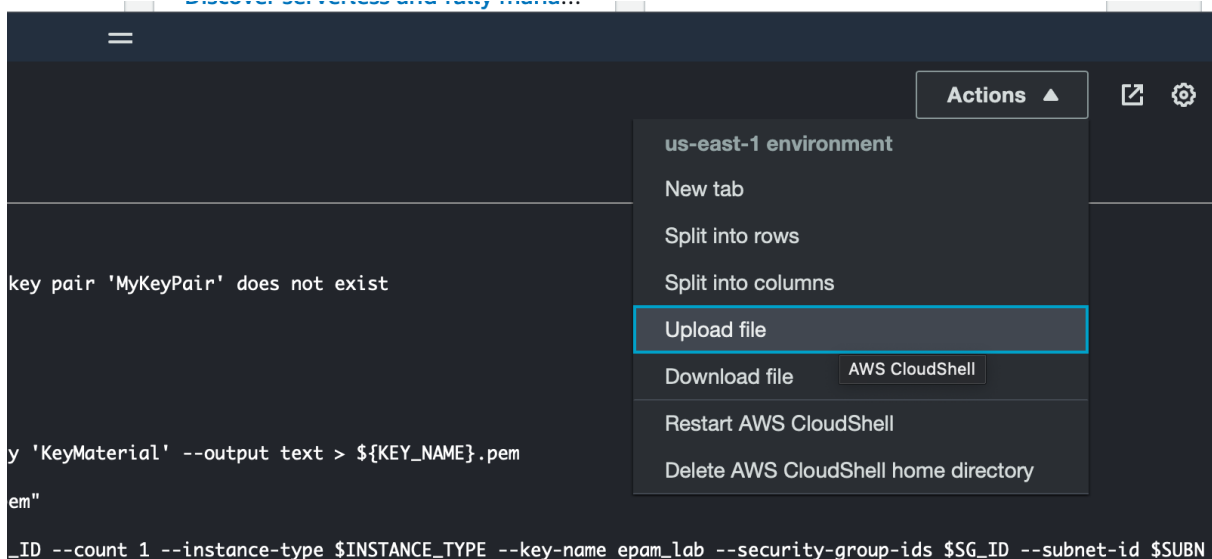 Actions
us-east-1 environment
New tab
Split into rows
key pair 'MyKeyPair' does not exist
Split into columns
Upload file
AWS CloudShell
Download file
Restart AWS CloudShell
y 'KeyMaterial' --output text > ${KEY_NAME}.pem
Delete AWS CloudShell home directory
em"
_ID --count 1 --instance-type $INSTANCE_TYPE --key-name epam_lab --security-group-ids $SG_ID --subnet-id $SUBN